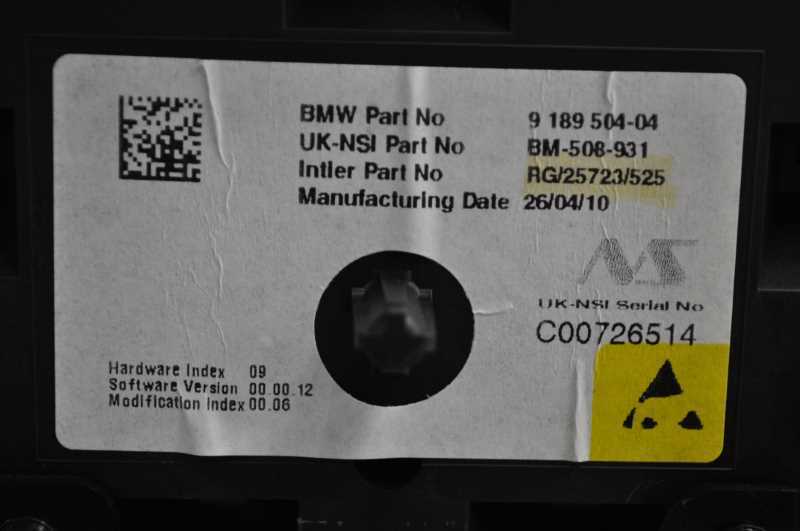 BMW Part No 9 189 504-04
UK-NSI Part No BM-508-931
Intier Part No RG/25723/525
Manufacturing Date 26/04/10
NS
UK-NSI Serial No
C00726514
Hardware Index 09
Software Version 00.00.12
Modification Index 00.06